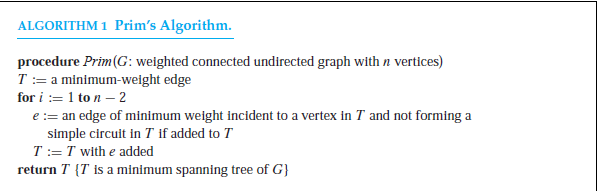 ALGORITHM 1 Prim's Algorithm.
procedure Prim(G: weighted connected undirected graph with n vertices)
T := a minimum-weight edge
for i := 1 to n − 2
e := an edge of minimum weight incident to a vertex in T and not forming a
simple circuit in T if added to T
T := T with e added
return T {T is a minimum spanning tree of G}